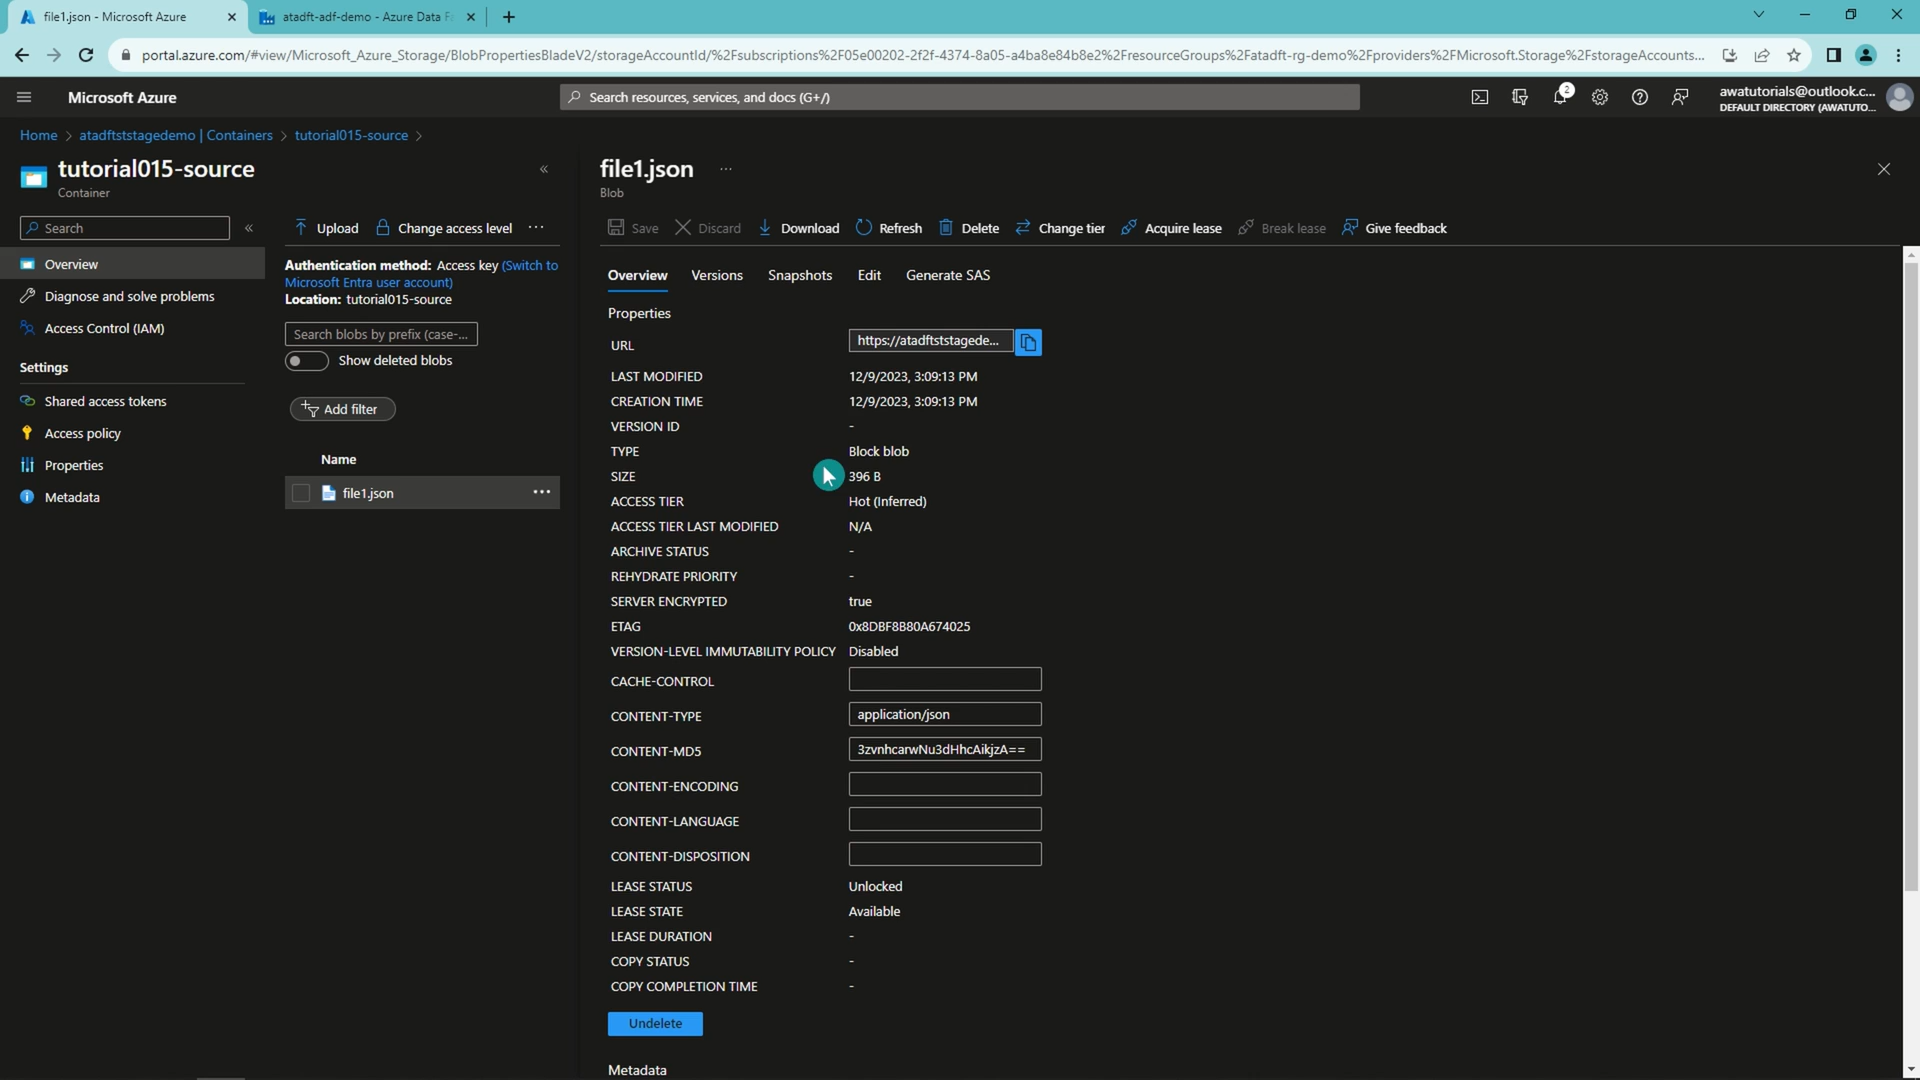 file1.json - Microsoft Azure
atadft-adf-demo - Azure Data F
portal.azure.com/#view/Microsoft_Azure_Storage/BlobPropertiesBladeV2/storageAccountId/%2Fsubscriptions%2F05e00202-2f2f-4374-8a05-a4ba8e84b8e2%2FresourceGroups%2Fatadft-rg-demo%2Fproviders%2FMicrosoft.Storage%2FstorageAccounts...
Microsoft Azure
Search resources, services, and docs (G+/)
2
awatutorials@outlook.c...
DEFAULT DIRECTORY (AWATUTO...
Home > atadftststagedemo | Containers > tutorial015-source >
tutorial015-source
Container
file1.json ...
Blob
Search
Upload
Change access level
...
Save
Discard
Download
Refresh
Delete
Change tier
Acquire lease
Break lease
Give feedback
Overview
Diagnose and solve problems
Access Control (IAM)
Settings
Shared access tokens
Access policy
Properties
Metadata
Authentication method: Access key (Switch to
Microsoft Entra user account)
Location: tutorial015-source
Search blobs by prefix (case-...
Show deleted blobs
Add filter
Name
file1.json
...
Overview
Versions
Snapshots
Edit
Generate SAS
Properties
URL https://atadftststagede...
LAST MODIFIED 12/9/2023, 3:09:13 PM
CREATION TIME 12/9/2023, 3:09:13 PM
VERSION ID -
TYPE Block blob
SIZE 396 B
ACCESS TIER Hot (Inferred)
ACCESS TIER LAST MODIFIED N/A
ARCHIVE STATUS -
REHYDRATE PRIORITY -
SERVER ENCRYPTED true
ETAG 0x8DBF8B80A674025
VERSION-LEVEL IMMUTABILITY POLICY Disabled
CACHE-CONTROL
CONTENT-TYPE application/json
CONTENT-MD5 3zvnhcarwNu3dHhcAikjzA==
CONTENT-ENCODING
CONTENT-LANGUAGE
CONTENT-DISPOSITION
LEASE STATUS Unlocked
LEASE STATE Available
LEASE DURATION -
COPY STATUS -
COPY COMPLETION TIME -
Undelete
Metadata